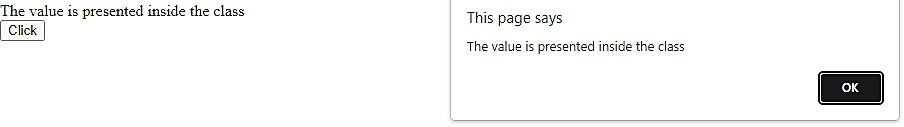 The value is presented inside the class
Click
This page says
The value is presented inside the class
OK